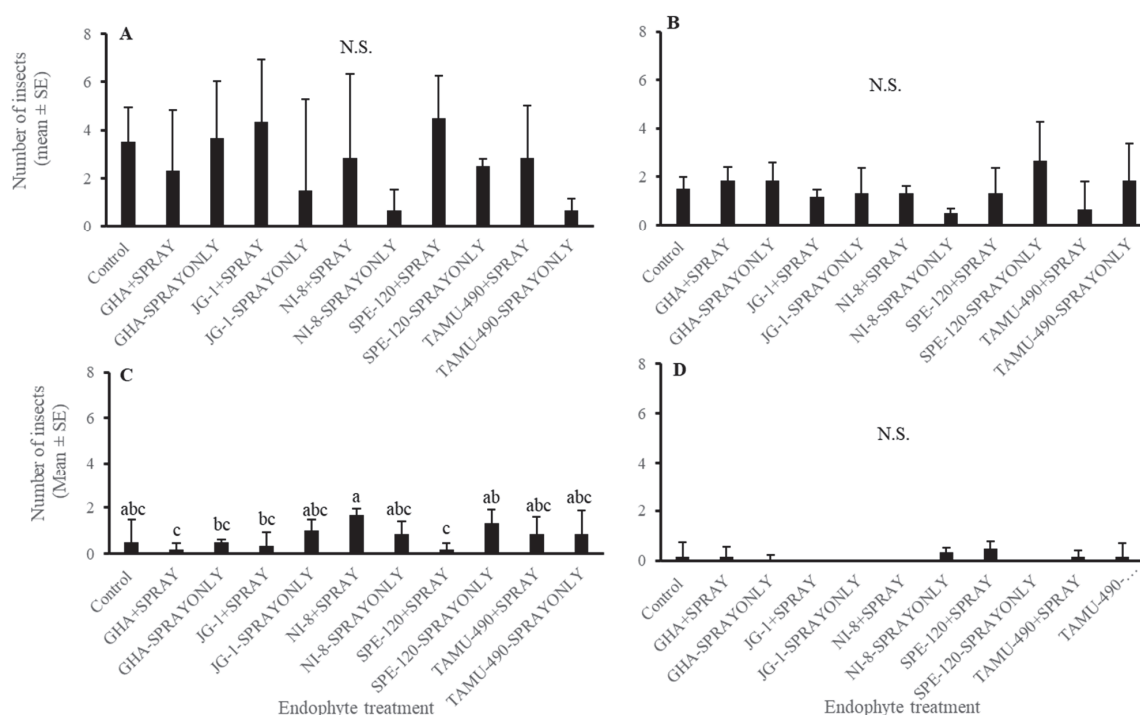 A
N.S.
Number of insects
(mean ± SE)
8
6
4
2
0
Control
GHA+SPRAY
GHA-SPRAYONLY
JG-1+SPRAY
JG-1-SPRAYONLY
NI-8+SPRAY
NI-8-SPRAYONLY
SPE-120+SPRAY
SPE-120-SPRAYONLY
TAMU-490+SPRAY
TAMU-490-SPRAYONLY
B
N.S.
8
6
4
2
0
Control
GHA+SPRAY
GHA-SPRAYONLY
JG-1+SPRAY
JG-1-SPRAYONLY
NI-8+SPRAY
NI-8-SPRAYONLY
SPE-120+SPRAY
SPE-120-SPRAYONLY
TAMU-490+SPRAY
TAMU-490-SPRAYONLY
C
Number of insects
(Mean ± SE)
8
6
4
2
0
abc
c
bc
bc
abc
a
abc
c
ab
abc
abc
Control
GHA+SPRAY
GHA-SPRAYONLY
JG-1+SPRAY
JG-1-SPRAYONLY
NI-8+SPRAY
NI-8-SPRAYONLY
SPE-120+SPRAY
SPE-120-SPRAYONLY
TAMU-490+SPRAY
TAMU-490-SPRAYONLY
Endophyte treatment
D
N.S.
8
6
4
2
0
Control
GHA+SPRAY
GHA-SPRAYONLY
JG-1+SPRAY
JG-1-SPRAYONLY
NI-8+SPRAY
NI-8-SPRAYONLY
SPE-120+SPRAY
SPE-120-SPRAYONLY
TAMU-490+SPRAY
TAMU-490-…
Endophyte treatment